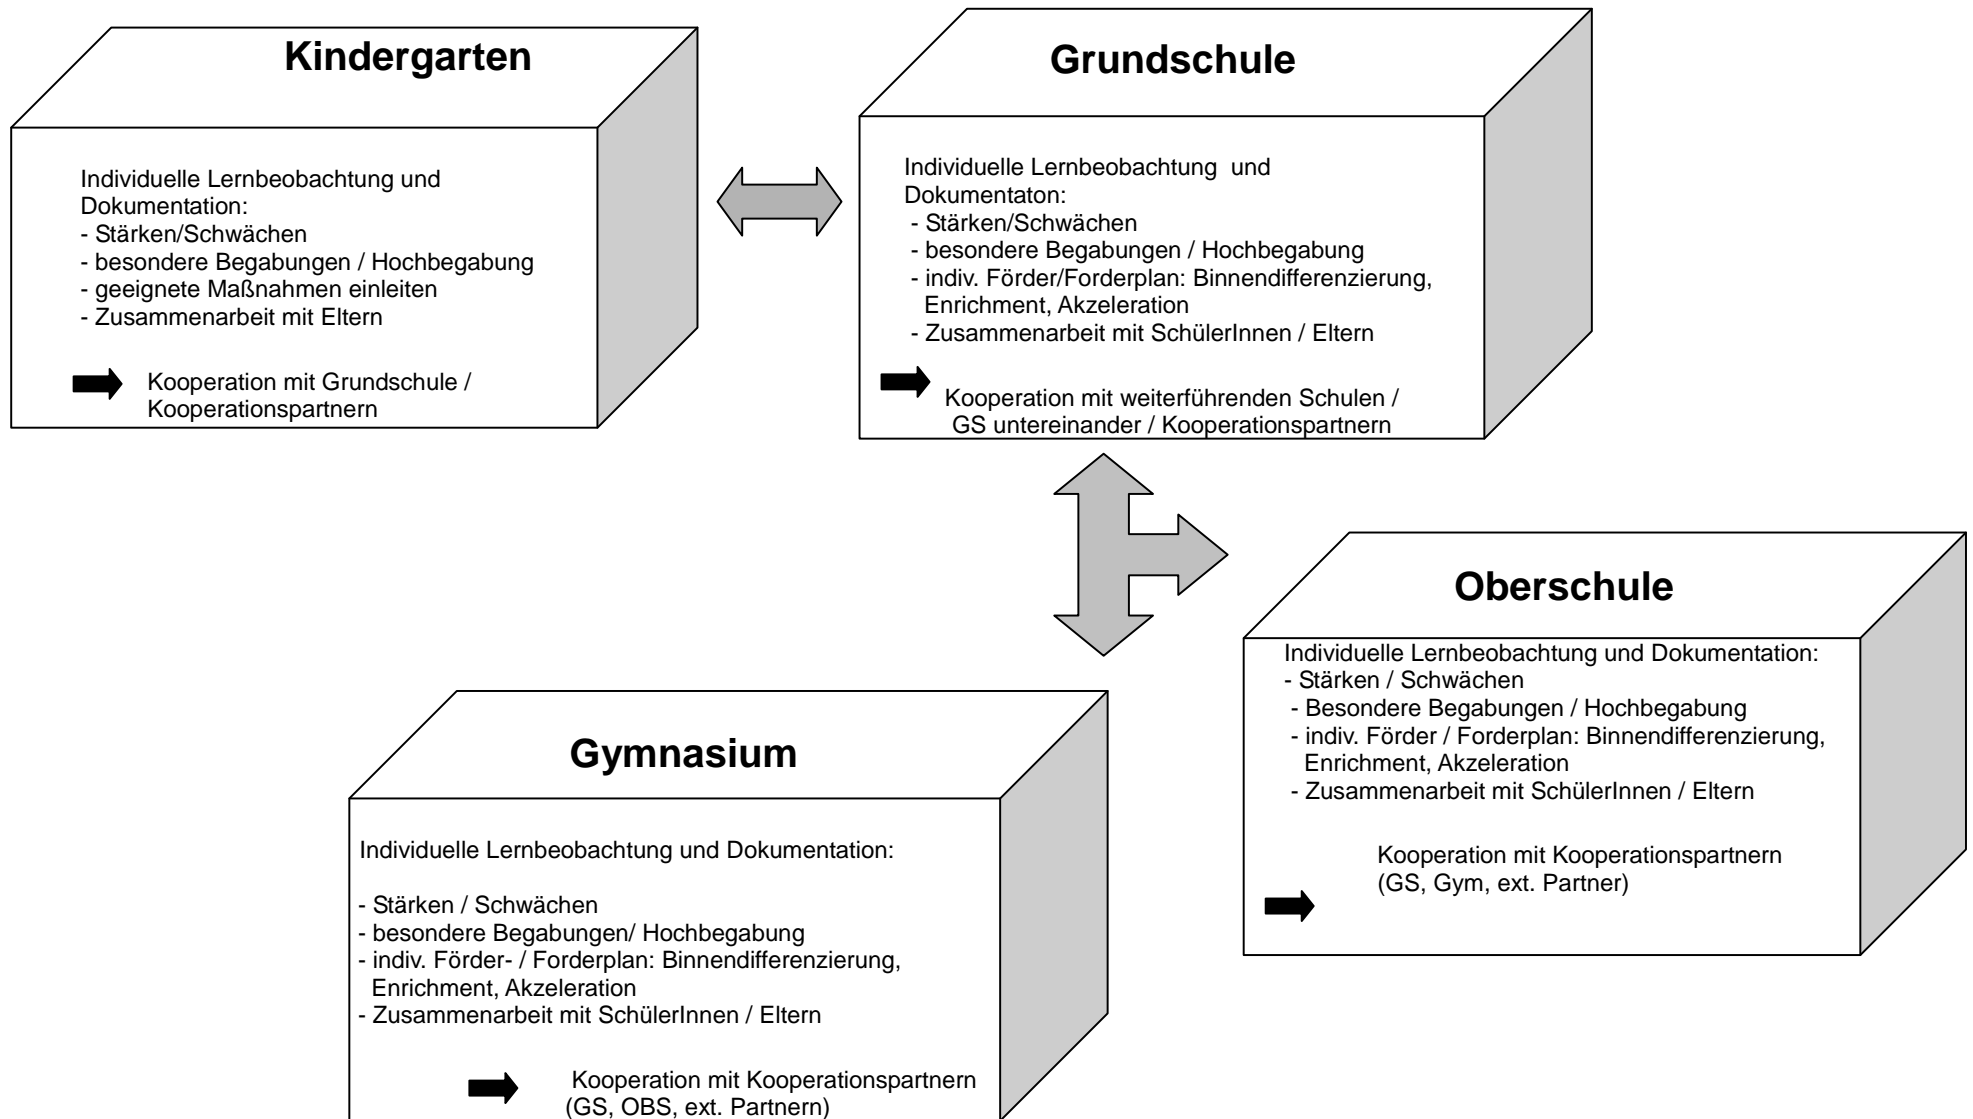 Kindergarten
Individuelle Lernbeobachtung und
Dokumentation:
- Stärken/Schwächen
- besondere Begabungen / Hochbegabung
- geeignete Maßnahmen einleiten
- Zusammenarbeit mit Eltern
Kooperation mit Grundschule /
Kooperationspartnern
Grundschule
Individuelle Lernbeobachtung  und
Dokumentaton:
- Stärken/Schwächen
- besondere Begabungen / Hochbegabung
- indiv. Förder/Forderplan: Binnendifferenzierung,
Enrichment, Akzeleration
- Zusammenarbeit mit SchülerInnen / Eltern
Kooperation mit weiterführenden Schulen /
GS untereinander / Kooperationspartnern
Oberschule
Individuelle Lernbeobachtung und Dokumentation:
- Stärken / Schwächen
- Besondere Begabungen / Hochbegabung
- indiv. Förder / Forderplan: Binnendifferenzierung,
Enrichment, Akzeleration
- Zusammenarbeit mit SchülerInnen / Eltern
Kooperation mit Kooperationspartnern
(GS, Gym, ext. Partner)
Gymnasium
Individuelle Lernbeobachtung und Dokumentation:
- Stärken / Schwächen
- besondere Begabungen/ Hochbegabung
- indiv. Förder- / Forderplan: Binnendifferenzierung,
Enrichment, Akzeleration
- Zusammenarbeit mit SchülerInnen / Eltern
Kooperation mit Kooperationspartnern
(GS, OBS, ext. Partnern)